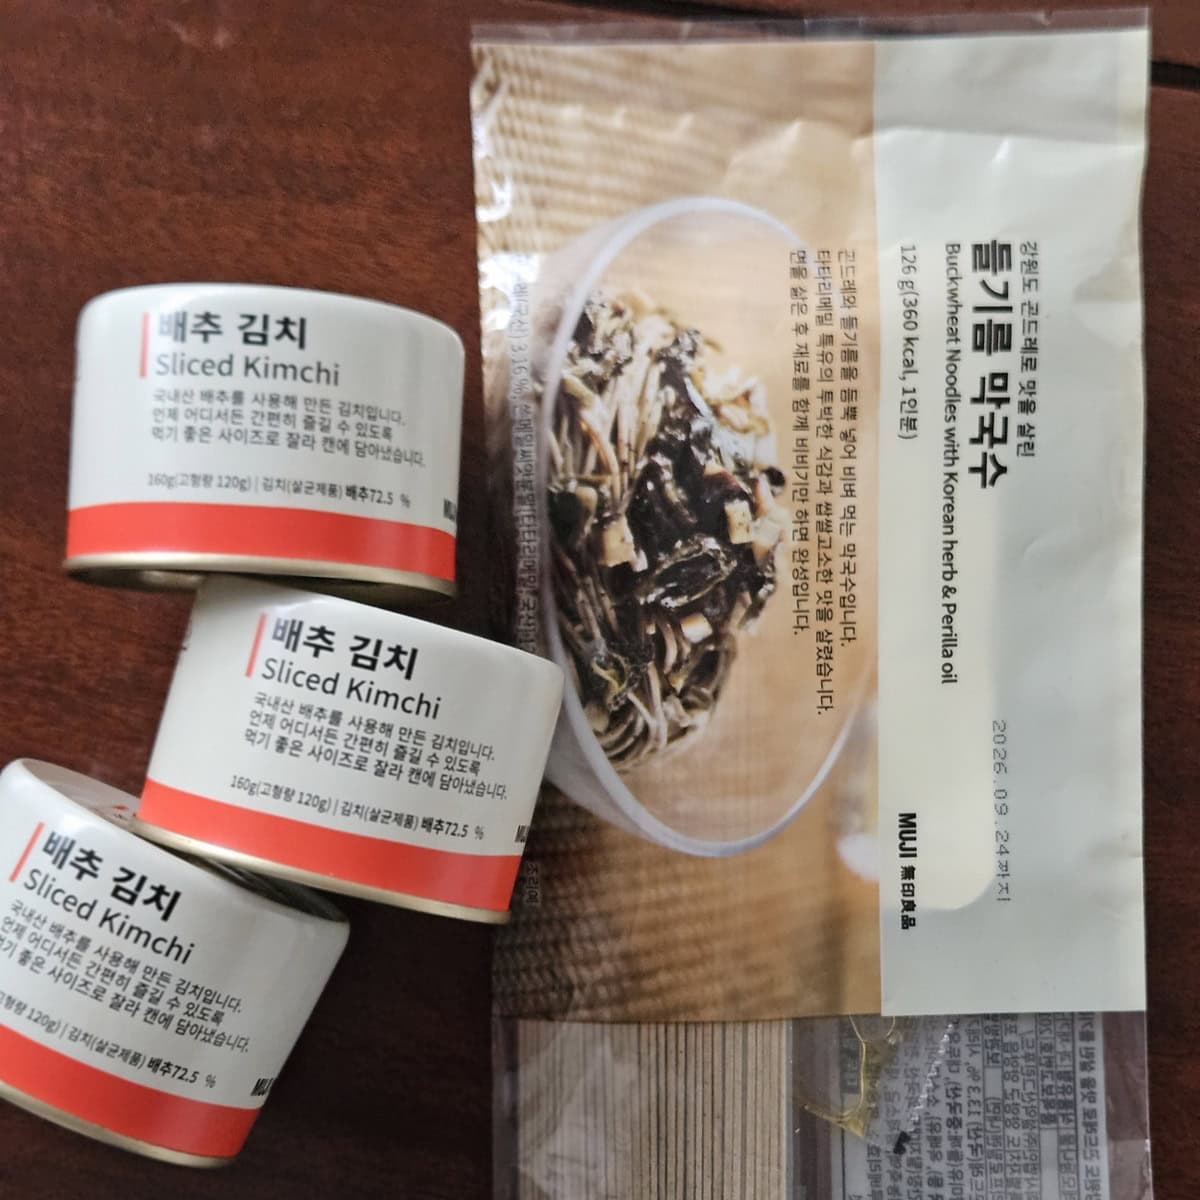 배추 김치
Sliced Kimchi
국내산 배추를 사용해 만든 김치입니다.
언제 어디서든 간편히 즐길 수 있도록
먹기 좋은 사이즈로 잘라 캔에 담아냈습니다.
160g(고형량 120g) | 김치(살균제품) 배추72.5 %
배추 김치
Sliced Kimchi
국내산 배추를 사용해 만든 김치입니다.
언제 어디서든 간편히 즐길 수 있도록
먹기 좋은 사이즈로 잘라 캔에 담아냈습니다.
160g(고형량 120g) | 김치(살균제품) 배추72.5 %
배추 김치
Sliced Kimchi
국내산 배추를 사용해 만든 김치입니다.
언제 어디서든 간편히 즐길 수 있도록
좋은 사이즈로 잘라 캔에 담아냈습니다.
120g) | 김치(살균제품) 배추72.5 %
강원도 곤드레로 맛을 살린
들기름 막국수
Buckwheat Noodles with Korean herb & Perilla oil
126 g(360 kcal, 1인분)
곤드레와 들기름을 듬뿍 넣어 비벼 먹는 막국수입니다.
타타리메밀 특유의 투박한 식감과 쌉쌀고소한 맛을 살렸습니다.
면을 삶은 후 재료를 함께 비비기만 하면 완성입니다.
2026.09.24까지
MUJI 無印良品